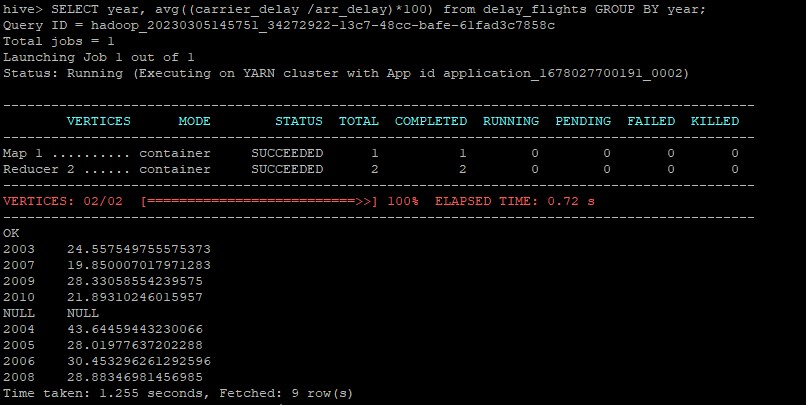 hive> SELECT year, avg((carrier_delay /arr_delay)*100) from delay_flights GROUP BY year;
Query ID = hadoop_20230305145751_34272922-13c7-48cc-bafe-61fad3c7858c
Total jobs = 1
Launching Job 1 out of 1
Status: Running (Executing on YARN cluster with App id application_1678027700191_0002)
----------------------------------------------------------------------------------------------
VERTICES MODE STATUS TOTAL COMPLETED RUNNING PENDING FAILED KILLED
----------------------------------------------------------------------------------------------
Map 1 .......... container SUCCEEDED 1 1 0 0 0 0
Reducer 2 ...... container SUCCEEDED 2 2 0 0 0 0
----------------------------------------------------------------------------------------------
VERTICES: 02/02 [==========================>>] 100% ELAPSED TIME: 0.72 s
----------------------------------------------------------------------------------------------
OK
2003 24.557549755575373
2007 19.850007017971283
2009 28.33058554239575
2010 21.89310246015957
NULL NULL
2004 43.64459443230066
2005 28.01977637202288
2006 30.453296261292596
2008 28.88346981456985
Time taken: 1.255 seconds, Fetched: 9 row(s)